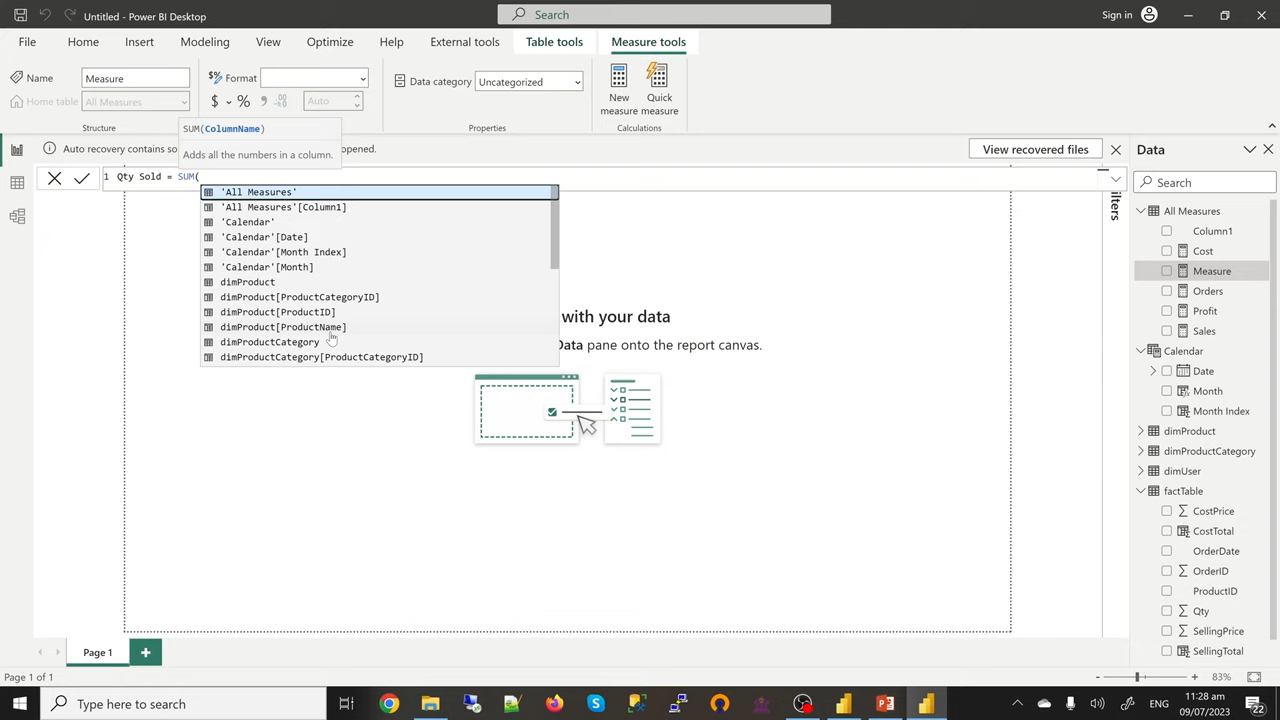 Untitled - Power BI Desktop
Search
Sign in
File
Home
Insert
Modeling
View
Optimize
Help
External tools
Table tools
Measure tools
Name
Measure
Format
Data category
Uncategorized
New
measure
Quick
measure
Home table
All Measures
$
%
Auto
Structure
Properties
Calculations
SUM(ColumnName)
Adds all the numbers in a column.
Auto recovery contains so
opened.
View recovered files
1 Qty Sold = SUM(
'All Measures'
'All Measures'[Column1]
'Calendar'
'Calendar'[Date]
'Calendar'[Month Index]
'Calendar'[Month]
dimProduct
dimProduct[ProductCategoryID]
dimProduct[ProductID]
dimProduct[ProductName]
dimProductCategory
dimProductCategory[ProductCategoryID]
with your data
Data pane onto the report canvas.
Filters
Data
Search
All Measures
Column1
Cost
Measure
Orders
Profit
Sales
Calendar
Date
Month
Month Index
dimProduct
dimProductCategory
dimUser
factTable
CostPrice
CostTotal
OrderDate
OrderID
ProductID
Qty
SellingPrice
SellingTotal
Page 1
Page 1 of 1
83%
Type here to search
11:28 am
09/07/2023